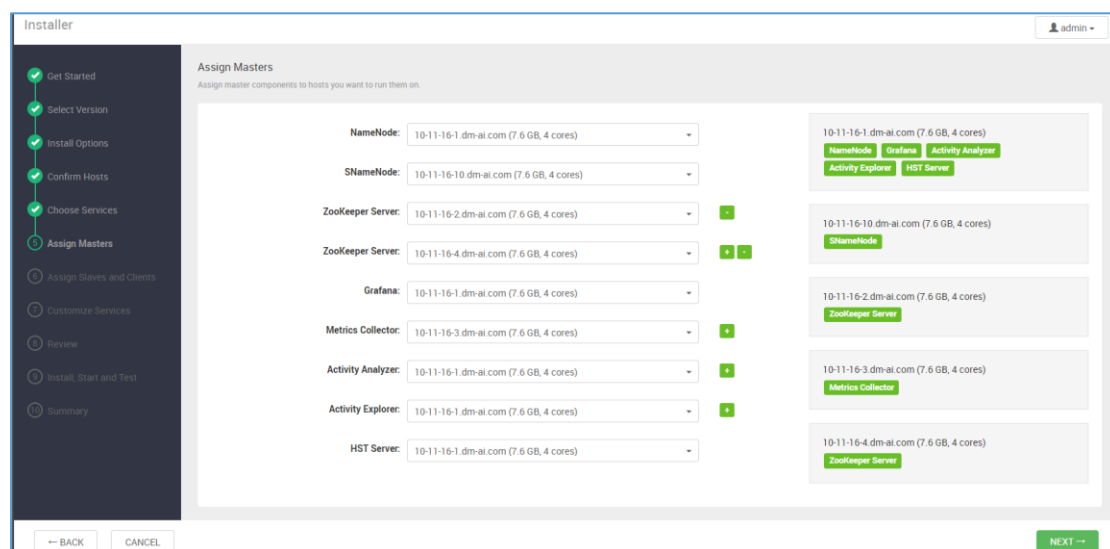 Installer
admin
Get Started
Select Version
Install Options
Confirm Hosts
Choose Services
5 Assign Masters
6 Assign Slaves and Clients
7 Customize Services
8 Review
9 Install, Start and Test
10 Summary
Assign Masters
Assign master components to hosts you want to run them on.
NameNode: 10-11-16-1.dm-ai.com (7.6 GB, 4 cores)
SNameNode: 10-11-16-10.dm-ai.com (7.6 GB, 4 cores)
ZooKeeper Server: 10-11-16-2.dm-ai.com (7.6 GB, 4 cores) -
ZooKeeper Server: 10-11-16-4.dm-ai.com (7.6 GB, 4 cores) + -
Grafana: 10-11-16-1.dm-ai.com (7.6 GB, 4 cores)
Metrics Collector: 10-11-16-3.dm-ai.com (7.6 GB, 4 cores) +
Activity Analyzer: 10-11-16-1.dm-ai.com (7.6 GB, 4 cores) +
Activity Explorer: 10-11-16-1.dm-ai.com (7.6 GB, 4 cores) +
HST Server: 10-11-16-1.dm-ai.com (7.6 GB, 4 cores)
10-11-16-1.dm-ai.com (7.6 GB, 4 cores)
NameNode Grafana Activity Analyzer
Activity Explorer HST Server
10-11-16-10.dm-ai.com (7.6 GB, 4 cores)
SNameNode
10-11-16-2.dm-ai.com (7.6 GB, 4 cores)
ZooKeeper Server
10-11-16-3.dm-ai.com (7.6 GB, 4 cores)
Metrics Collector
10-11-16-4.dm-ai.com (7.6 GB, 4 cores)
ZooKeeper Server
← BACK CANCEL NEXT →